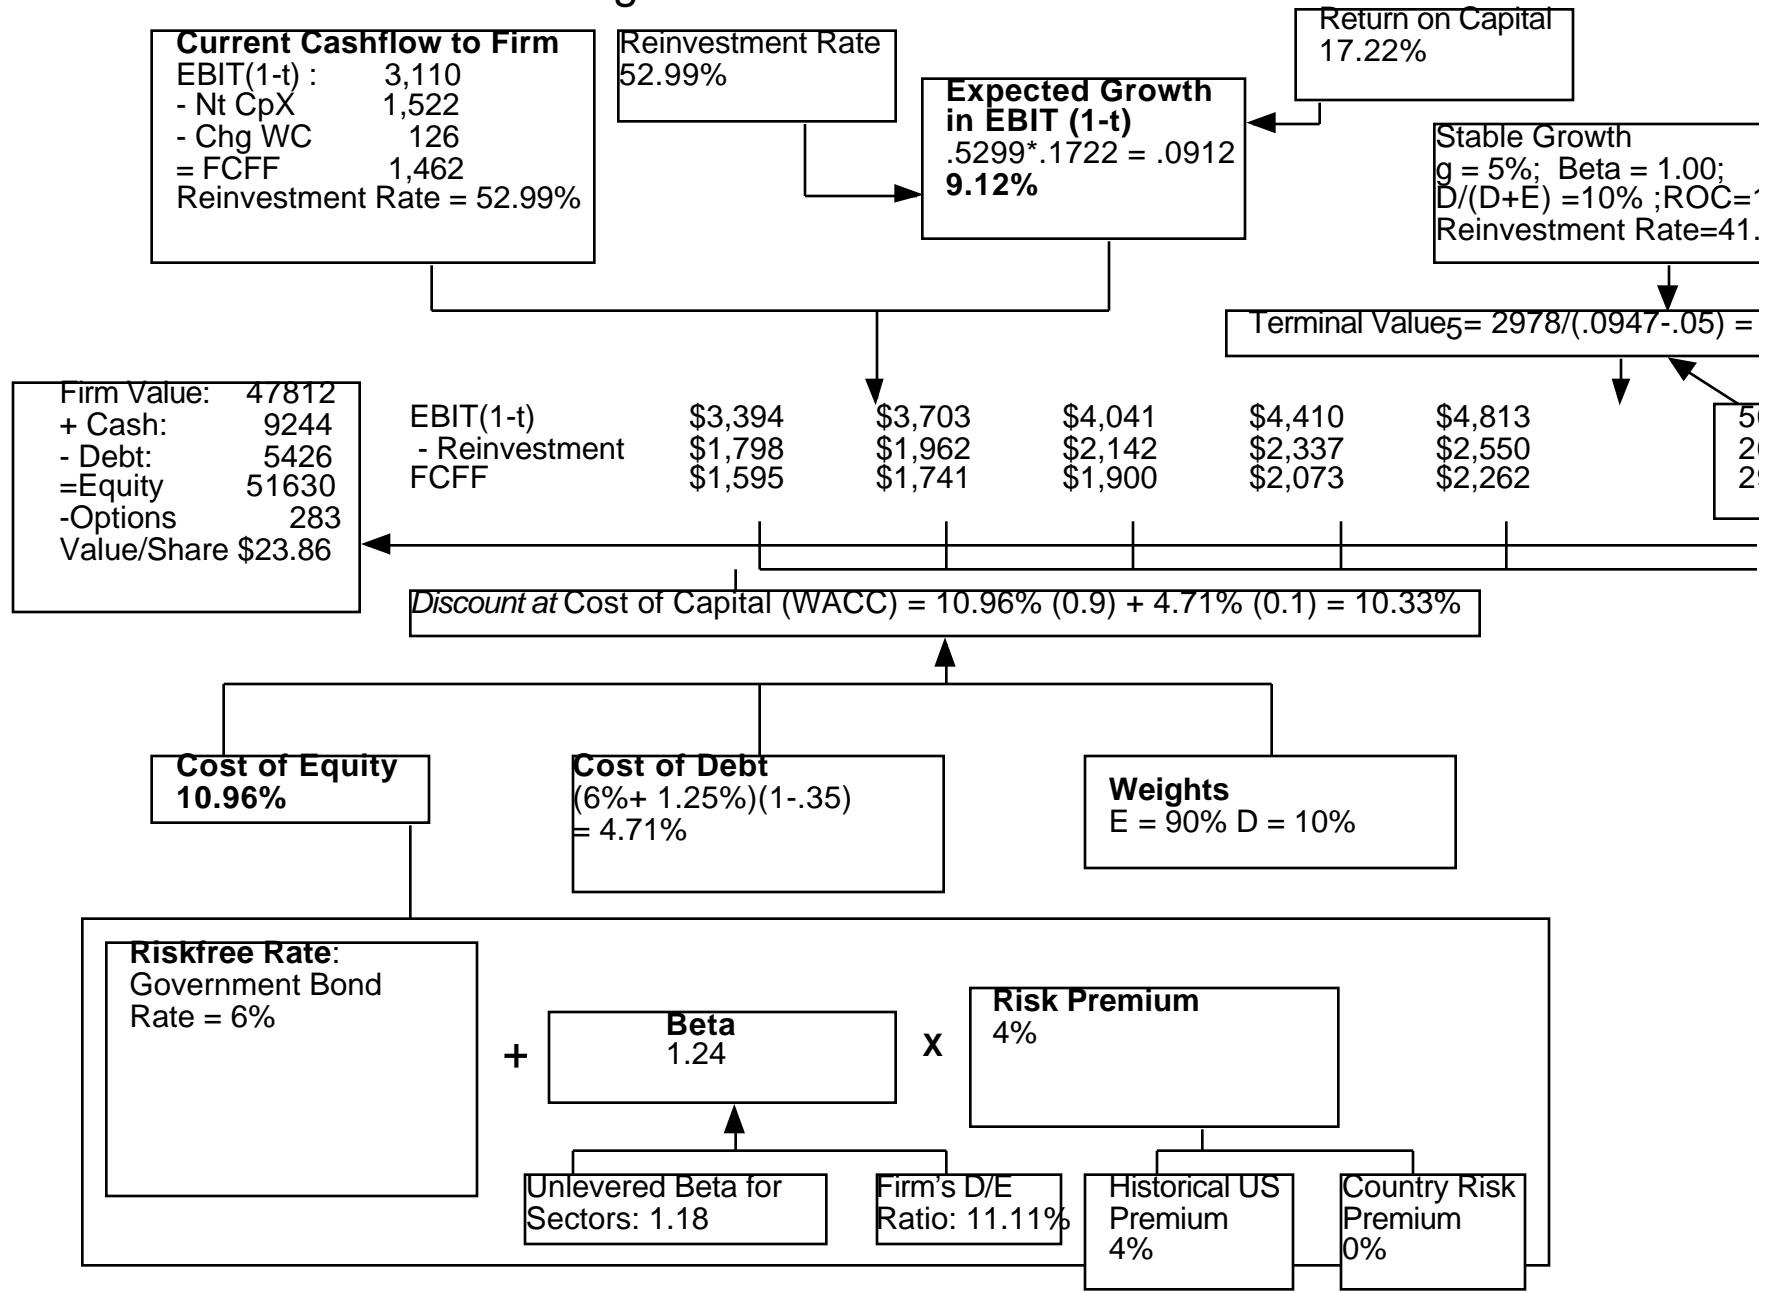 Current Cashflow to Firm
EBIT(1-t) : 3,110
- Nt CpX 1,522
- Chg WC 126
= FCFF 1,462
Reinvestment Rate = 52.99%
Reinvestment Rate
52.99%
Expected Growth
in EBIT (1-t)
.5299*.1722 = .0912
9.12%
Return on Capital
17.22%
Stable Growth
g = 5%; Beta = 1.00;
D/(D+E) =10% ;ROC=
Reinvestment Rate=41.
Terminal Value5= 2978/(.0947-.05) =
Firm Value: 47812
+ Cash: 9244
- Debt: 5426
=Equity 51630
-Options 283
Value/Share $23.86
EBIT(1-t) $3,394 $3,703 $4,041 $4,410 $4,813
- Reinvestment $1,798 $1,962 $2,142 $2,337 $2,550
FCFF $1,595 $1,741 $1,900 $2,073 $2,262
Discount at Cost of Capital (WACC) = 10.96% (0.9) + 4.71% (0.1) = 10.33%
Cost of Equity
10.96%
Cost of Debt
(6%+ 1.25%)(1-.35)
= 4.71%
Weights
E = 90% D = 10%
Riskfree Rate:
Government Bond
Rate = 6%
+
Beta
1.24
X
Risk Premium
4%
Unlevered Beta for
Sectors: 1.18
Firm’s D/E
Ratio: 11.11%
Historical US
Premium
4%
Country Risk
Premium
0%